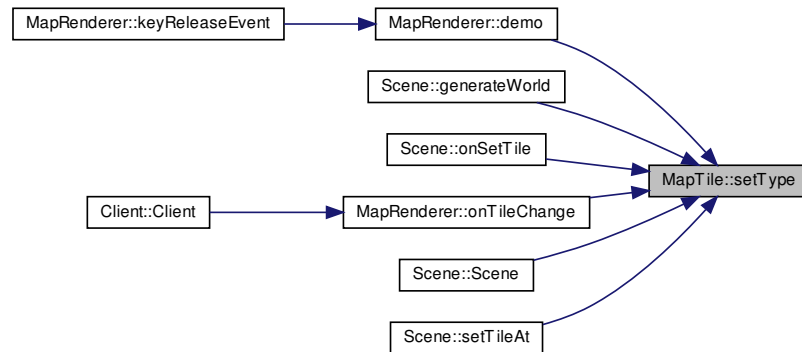 MapRenderer::keyReleaseEvent
MapRenderer::demo
Scene::generateWorld
Scene::onSetTile
MapTile::setType
Client::Client
MapRenderer::onTileChange
Scene::Scene
Scene::setTileAt